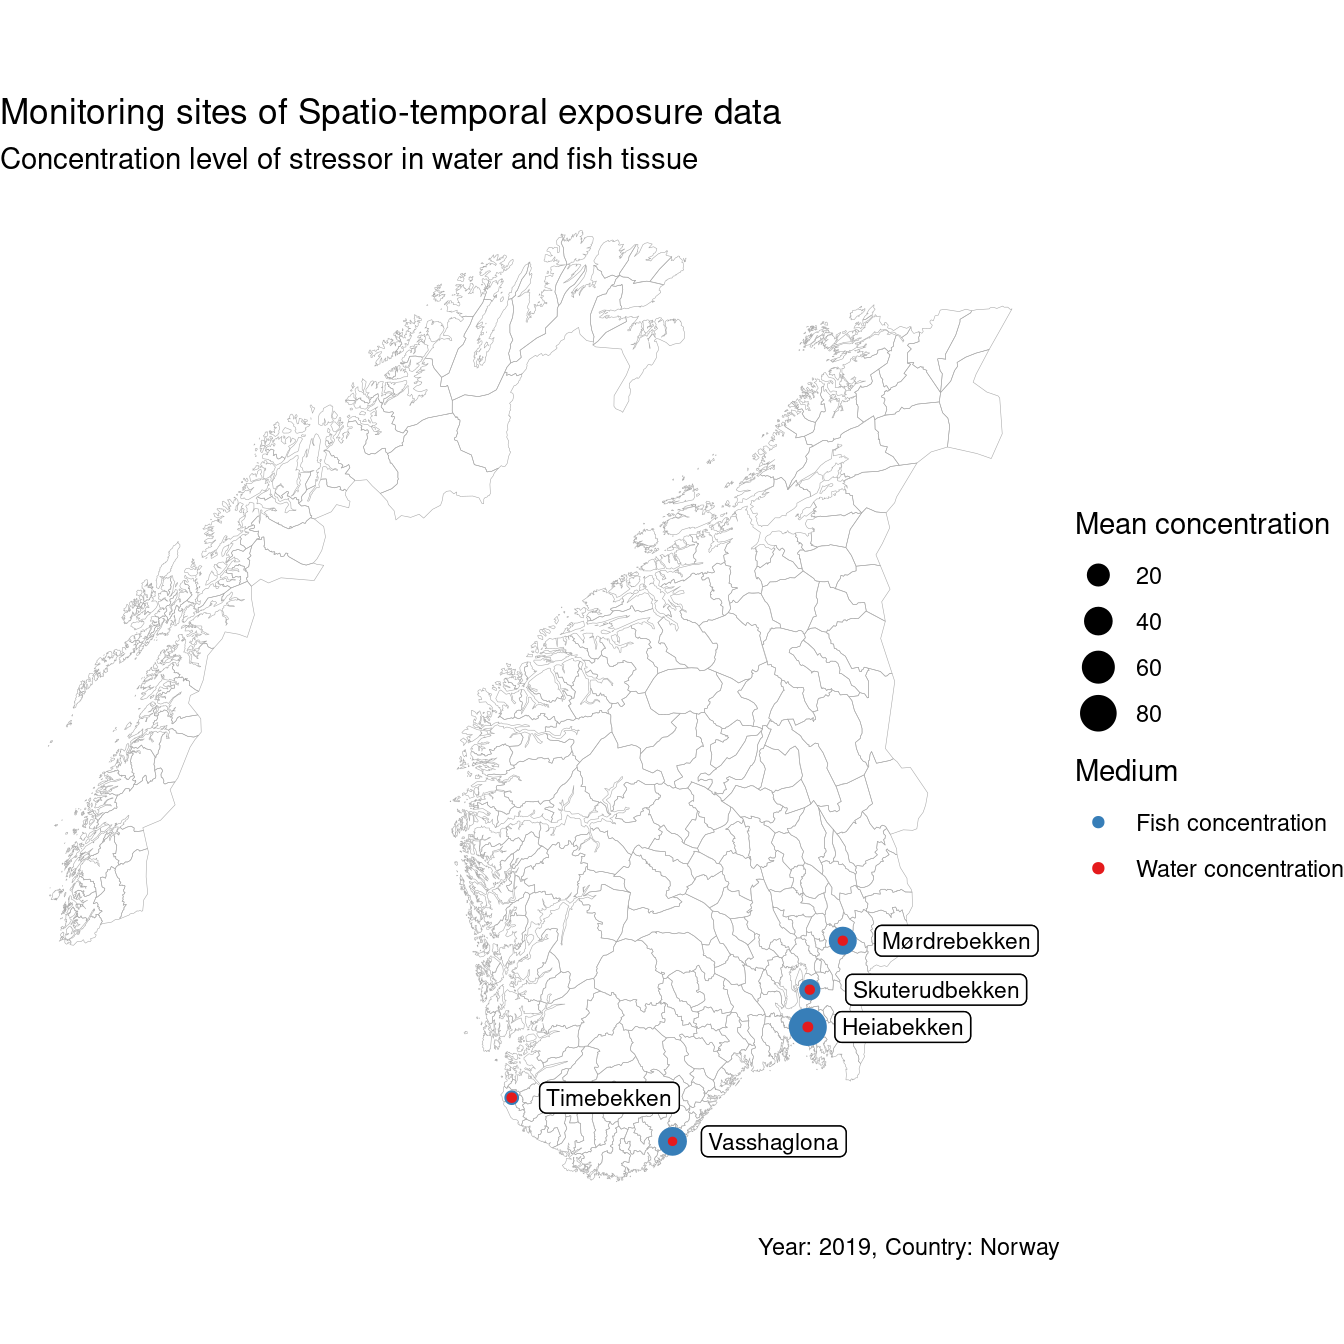 Monitoring sites of Spatio-temporal exposure data
Concentration level of stressor in water and fish tissue
Mean concentration
20
40
60
80
Medium
Fish concentration
Water concentration
Mørdrebekken
Skuterudbekken
Heiabekken
Timebekken
Vasshaglona
Year: 2019, Country: Norway